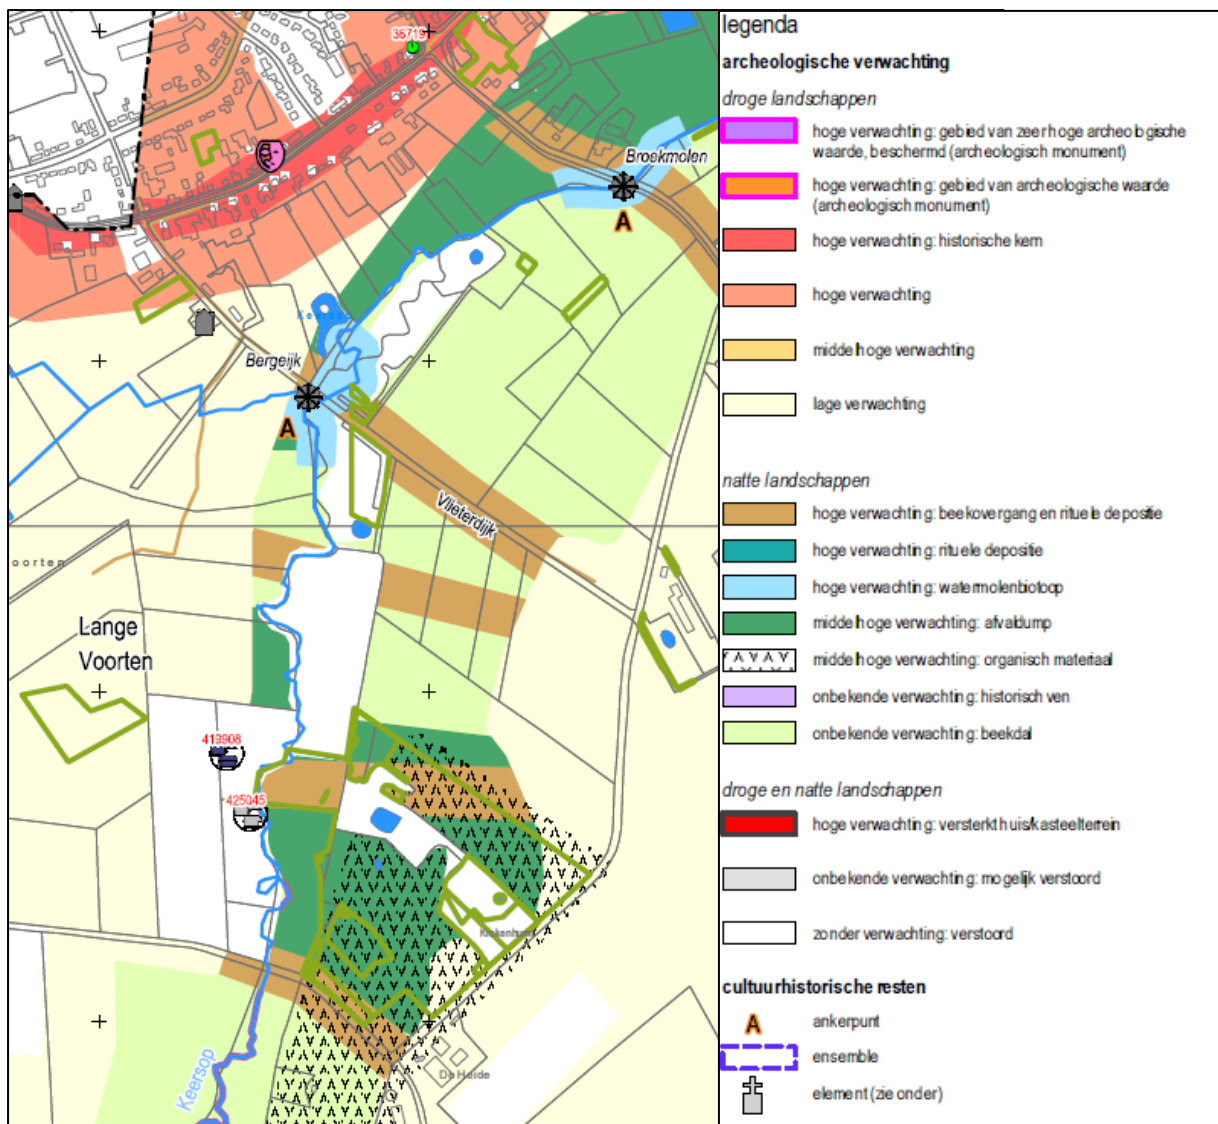 36719
Broekmolen
A
Keersop
Bergeijk
A
Vlieterdijk
oorten
Lange
Voorten
419908
425045
De Heide
Keersop
legenda
archeologische verwachting
droge landschappen
hoge verwachting: gebied van zeer hoge archeologische
waarde, beschermd (archeologisch monument)
hoge verwachting: gebied van archeologische waarde
(archeologisch monument)
hoge verwachting: historische kern
hoge verwachting
middelhoge verwachting
lage verwachting
natte landschappen
hoge verwachting: beekovergang en rituele depositie
hoge verwachting: rituele depositie
hoge verwachting: watermolenbiotoop
middelhoge verwachting: afvaldump
middelhoge verwachting: organisch materiaal
onbekende verwachting: historisch ven
onbekende verwachting: beekdal
droge en natte landschappen
hoge verwachting: versterkt huis/kasteelterrein
onbekende verwachting: mogelijk verstoord
zonder verwachting: verstoord
cultuurhistorische resten
A ankerpunt
ensemble
element (zie onder)